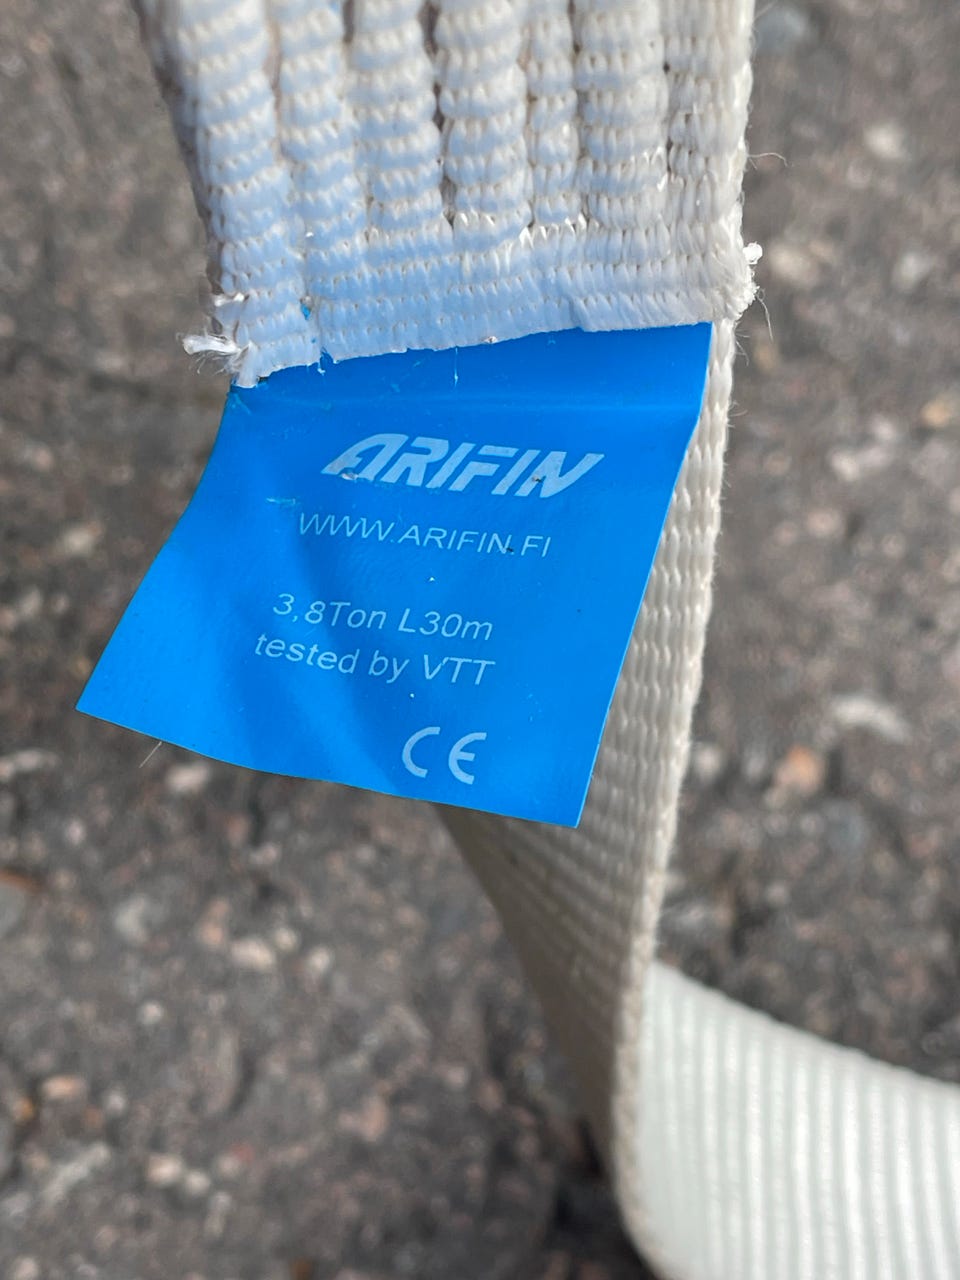 ARIFIN
WWW.ARIFIN.FI
3,8Ton L30m
tested by VTT
CE